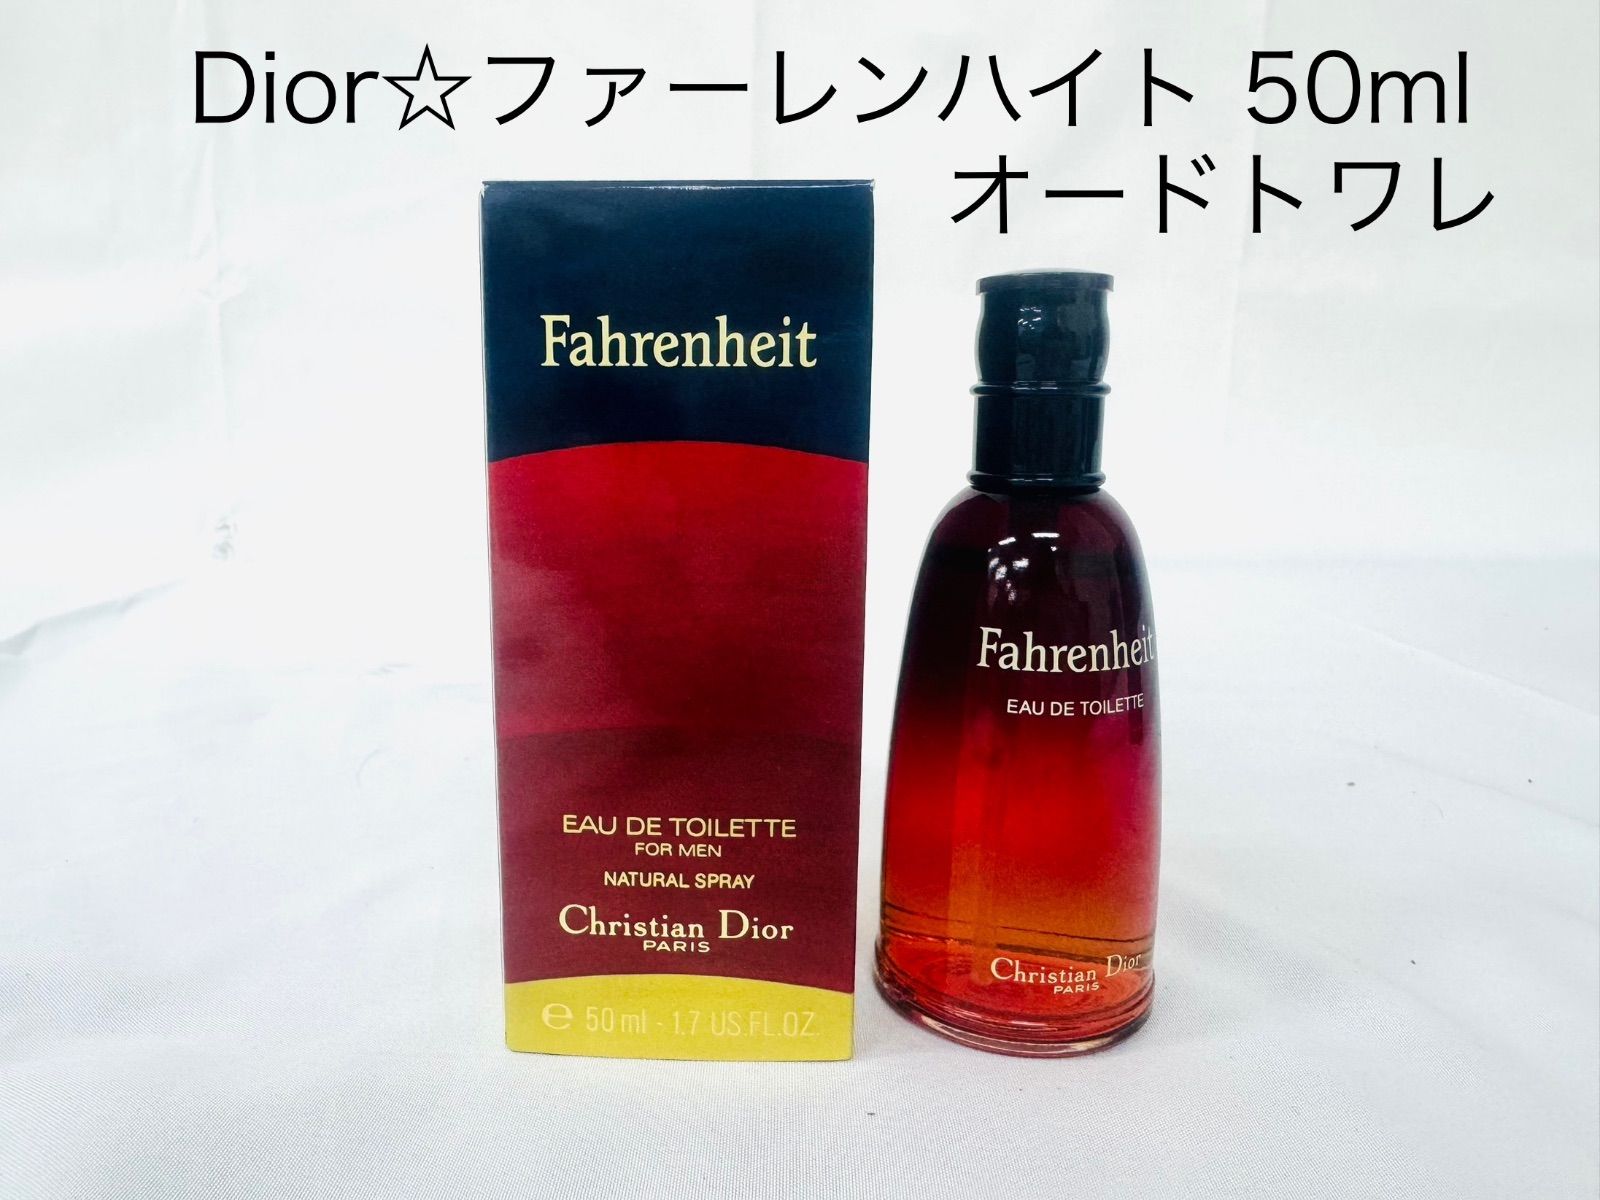 Dior☆ファーレンハイト 50ml
オードトワレ
Fahrenheit
EAU DE TOILETTE
FOR MEN
NATURAL SPRAY
Christian Dior
PARIS
e 50 ml - 1.7 US.FL.OZ.
Fahrenheit
EAU DE TOILETTE
Christian Dior
PARIS